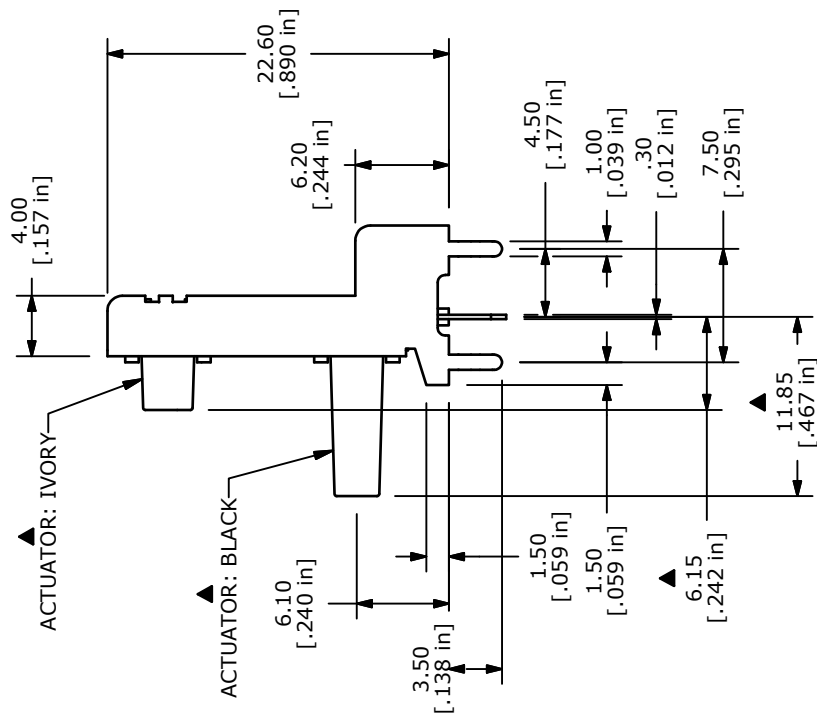 22.60
[.890 in]
4.00
[.157 in]
6.20
[.244 in]
4.50
[.177 in]
1.00
[.039 in]
.30
[.012 in]
7.50
[.295 in]
▲
ACTUATOR: IVORY
▲
ACTUATOR: BLACK
6.10
[.240 in]
3.50
[.138 in]
1.50
[.059 in]
1.50
[.059 in]
▲
6.15
[.242 in]
▲
11.85
[.467 in]